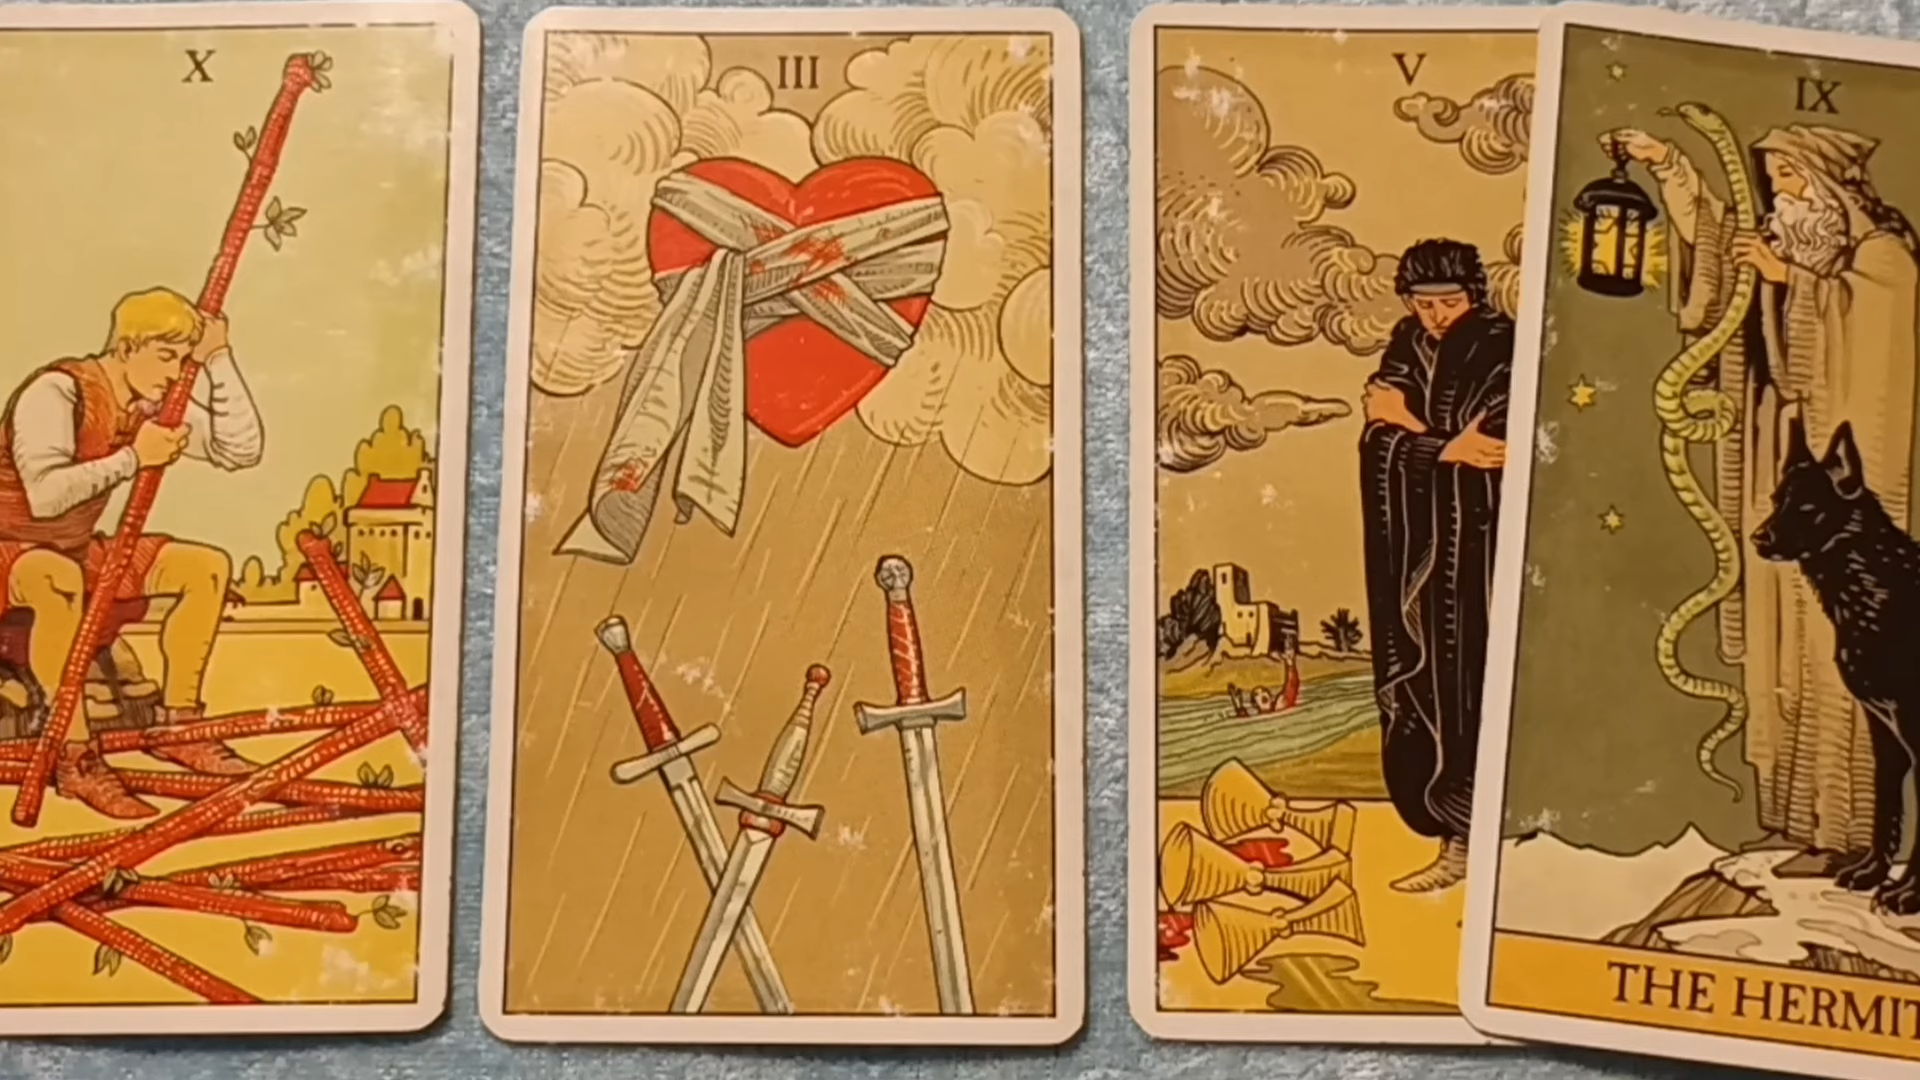 X
III
V
IX
THE HERMIT